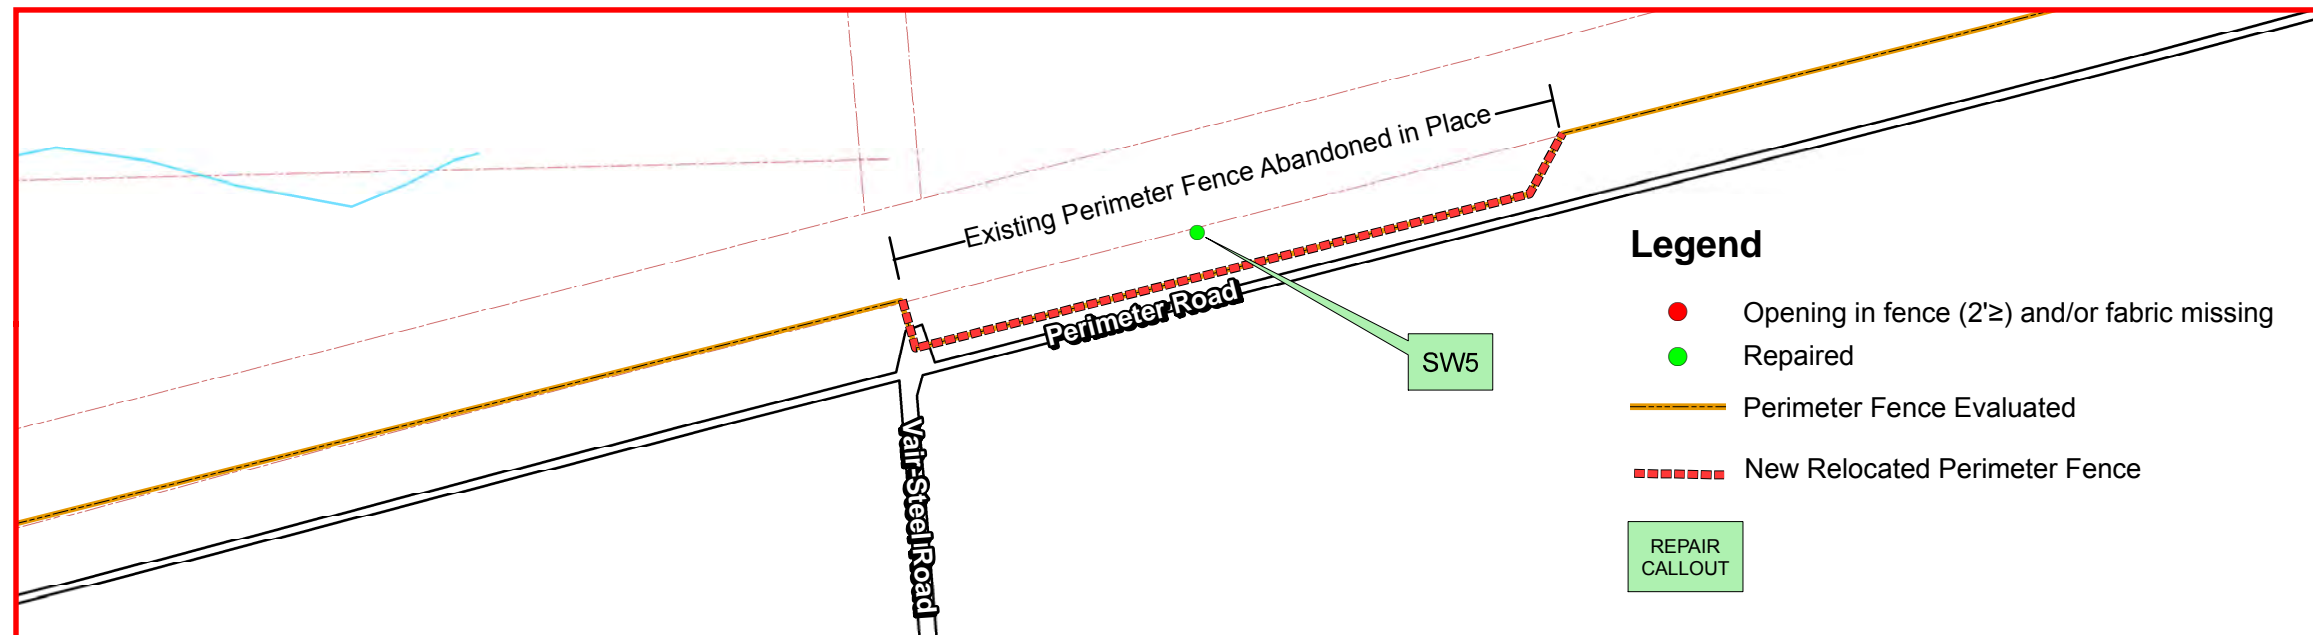 Existing Perimeter Fence Abandoned in Place
Perimeter Road
Vair-Steel Road
SW5
Legend
Opening in fence (2'≥) and/or fabric missing
Repaired
Perimeter Fence Evaluated
New Relocated Perimeter Fence
REPAIR
CALLOUT